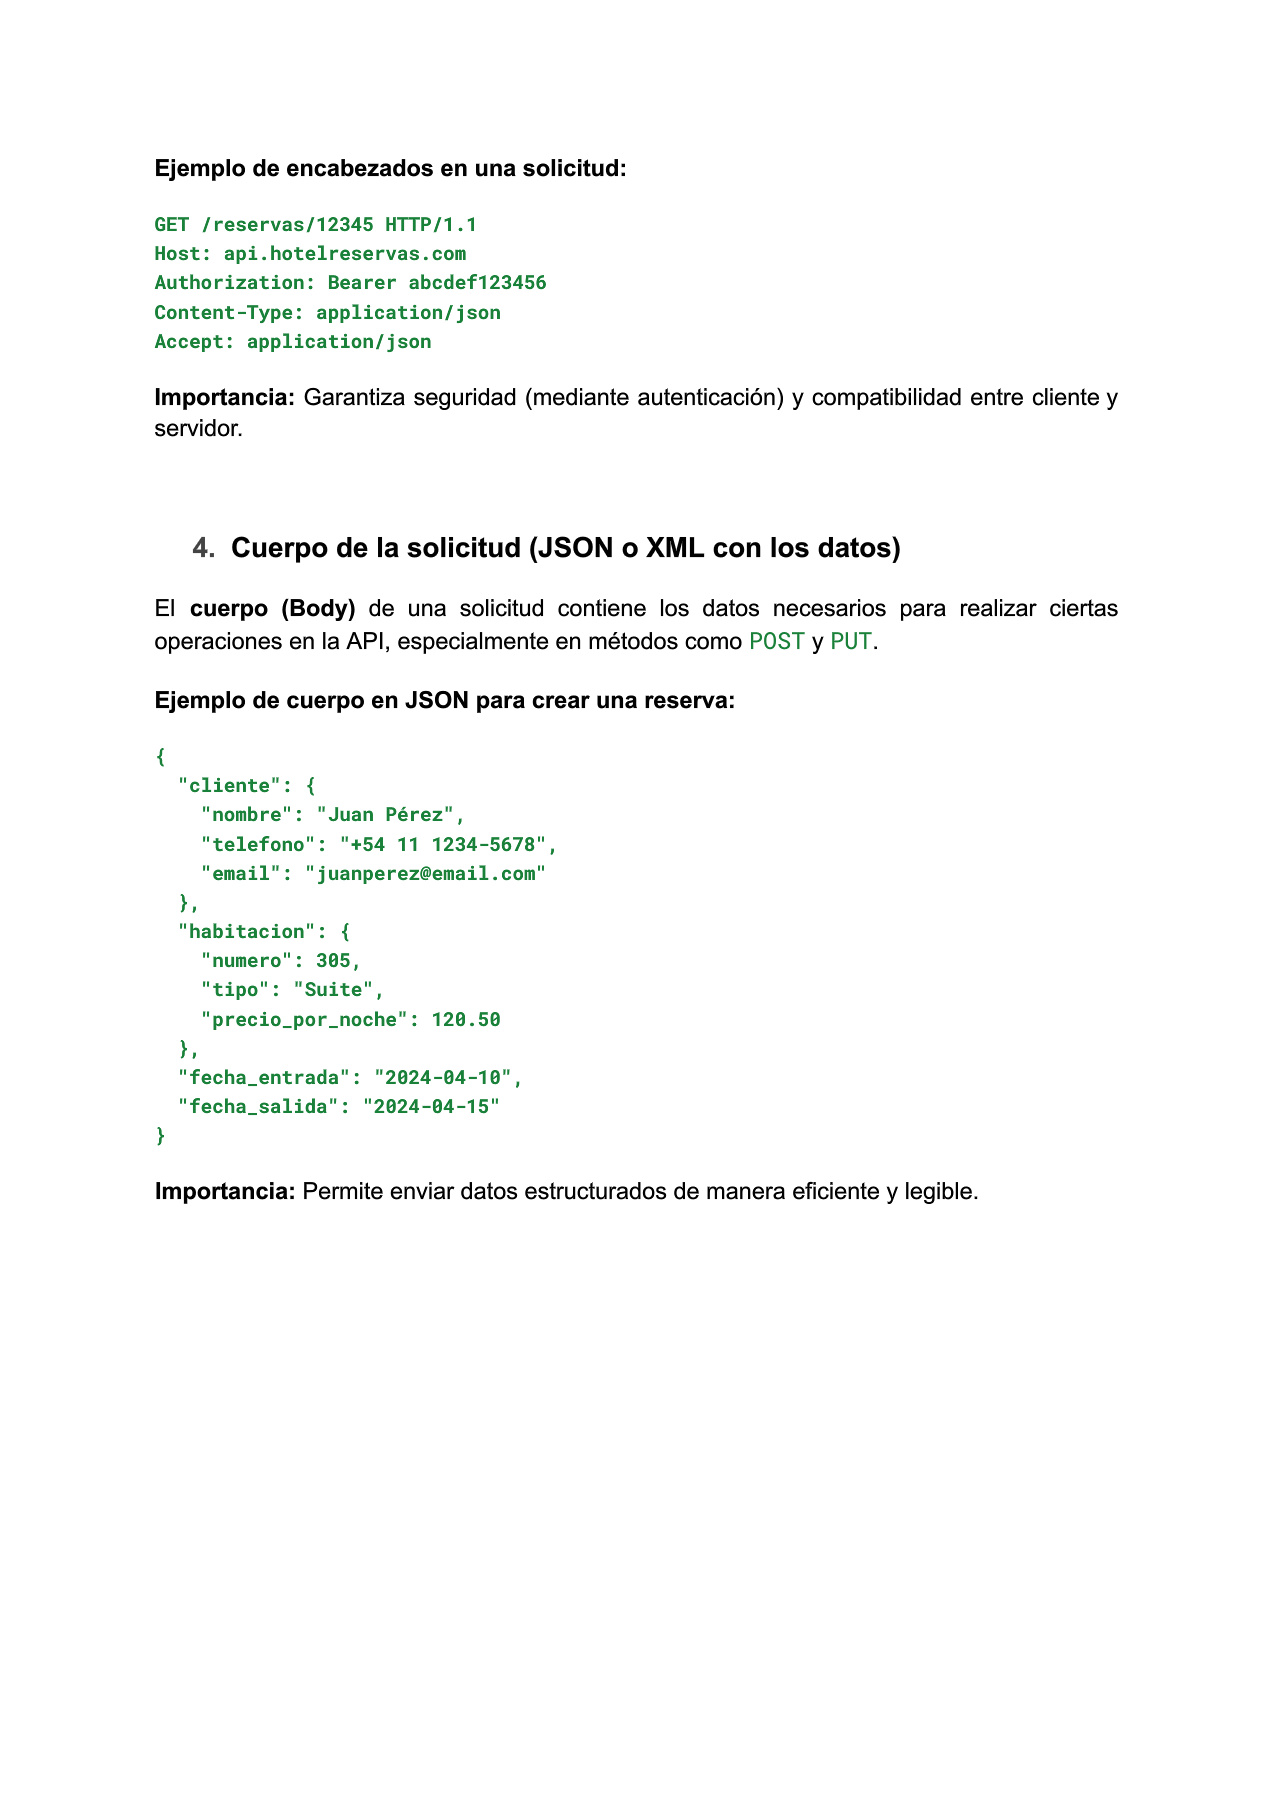 Ejemplo de encabezados en una solicitud:
GET /reservas/12345 HTTP/1.1
Host: api.hotelreservas.com
Authorization: Bearer abcdef123456
Content-Type: application/json
Accept: application/json
Importancia: Garantiza seguridad (mediante autenticación) y compatibilidad entre cliente y
servidor.
4. Cuerpo de la solicitud (JSON o XML con los datos)
El cuerpo (Body) de una solicitud contiene los datos necesarios para realizar ciertas
operaciones en la API, especialmente en métodos como POST y PUT.
Ejemplo de cuerpo en JSON para crear una reserva:
{
  "cliente": {
    "nombre": "Juan Pérez",
    "telefono": "+54 11 1234-5678",
    "email": "juanperez@email.com"
  },
  "habitacion": {
    "numero": 305,
    "tipo": "Suite",
    "precio_por_noche": 120.50
  },
  "fecha_entrada": "2024-04-10",
  "fecha_salida": "2024-04-15"
}
Importancia: Permite enviar datos estructurados de manera eficiente y legible.